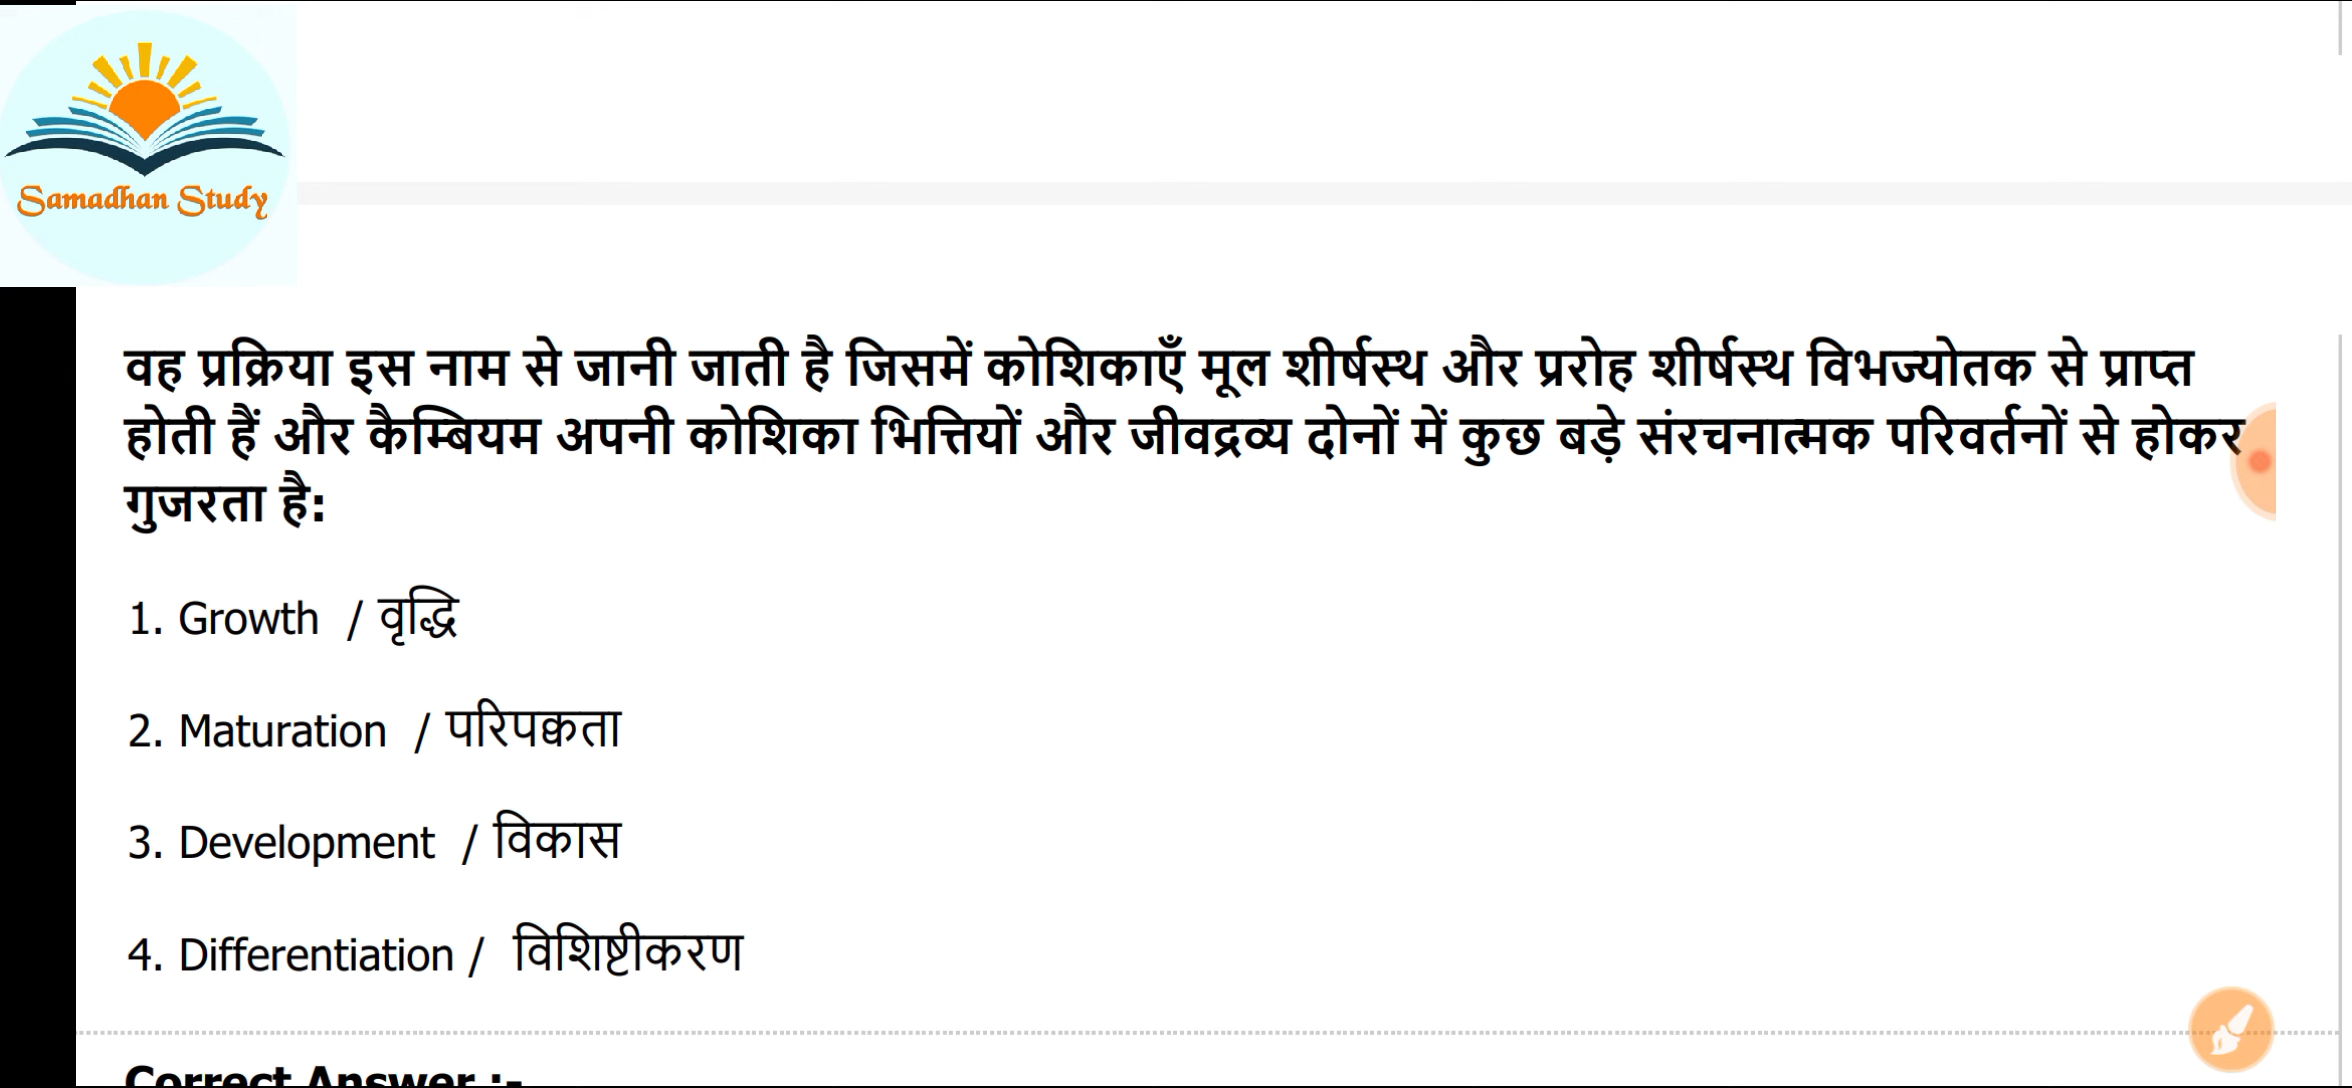 Samadhan Study
वह प्रक्रिया इस नाम से जानी जाती है जिसमें कोशिकाएँ मूल शीर्षस्थ और प्ररोह शीर्षस्थ विभज्योतक से प्राप्त
होती हैं और कैम्बियम अपनी कोशिका भित्तियों और जीवद्रव्य दोनों में कुछ बड़े संरचनात्मक परिवर्तनों से होकर
गुजरता है:
1. Growth / वृद्धि
2. Maturation / परिपक्वता
3. Development / विकास
4. Differentiation / विशिष्टीकरण
Correct Answer :-